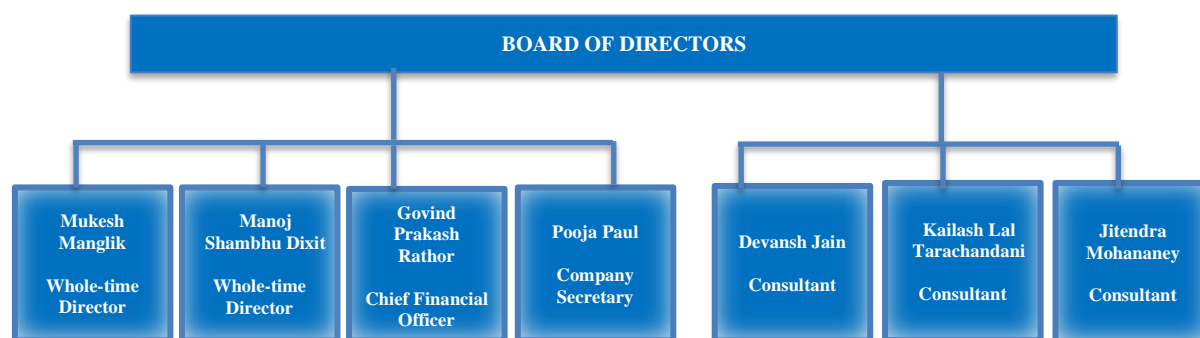 BOARD OF DIRECTORS
Mukesh
Manglik
Whole-time
Director
Manoj
Shambhu Dixit
Whole-time
Director
Govind
Prakash
Rathor
Chief Financial
Officer
Pooja Paul
Company
Secretary
Devansh Jain
Consultant
Kailash Lal
Tarachandani
Consultant
Jitendra
Mohananey
Consultant